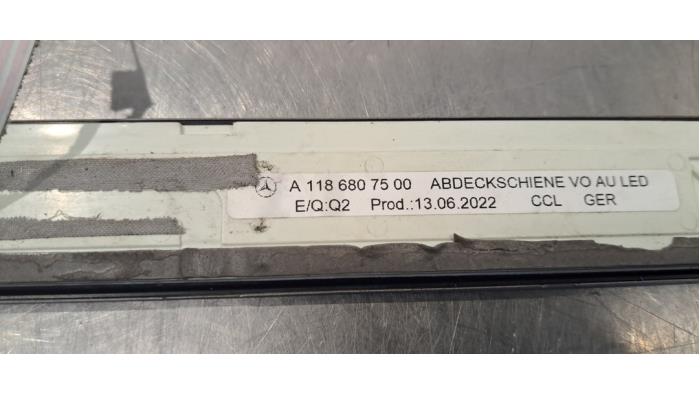 A 118 680 75 00 ABDECKSCHIENE VO AU LED
E/Q:Q2 Prod.:13.06.2022 CCL GER